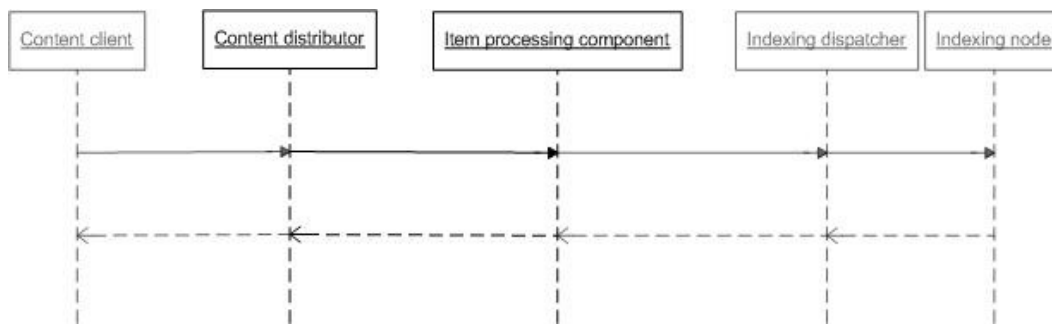 Content client
Content distributor
Item processing component
Indexing dispatcher
Indexing node